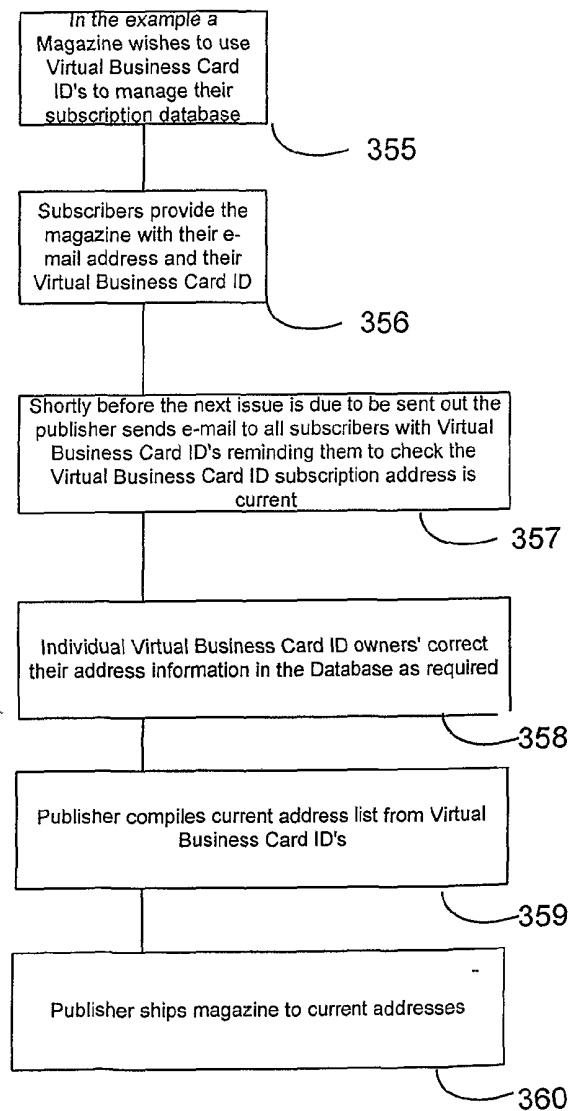 In the example a
Magazine wishes to use
Virtual Business Card
ID's to manage their
subscription database
355
Subscribers provide the
magazine with their e-
mail address and their
Virtual Business Card ID
356
Shortly before the next issue is due to be sent out the
publisher sends e-mail to all subscribers with Virtual
Business Card ID's reminding them to check the
Virtual Business Card ID subscription address is
current
357
Individual Virtual Business Card ID owners' correct
their address information in the Database as required
358
Publisher compiles current address list from Virtual
Business Card ID's
359
Publisher ships magazine to current addresses
360